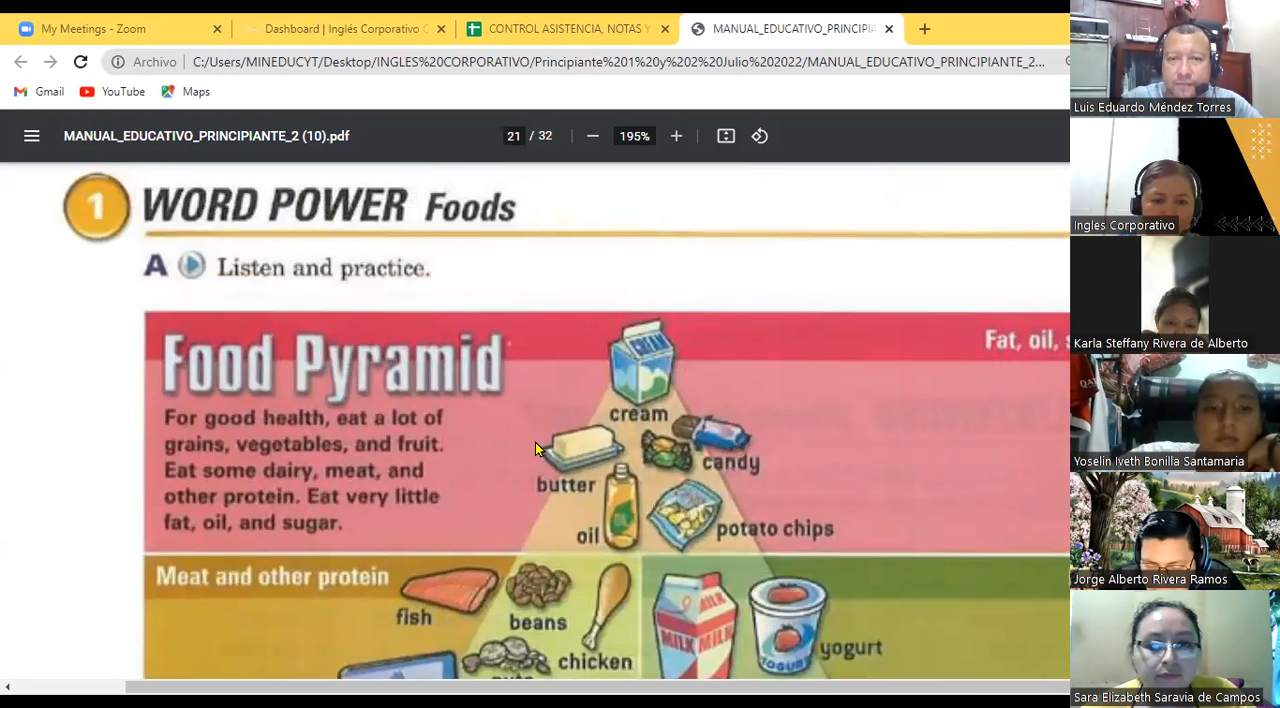 My Meetings - Zoom
Dashboard | Inglés Corporativo
CONTROL ASISTENCIA, NOTAS Y
MANUAL_EDUCATIVO_PRINCIPIA
Archivo
C:/Users/MINEDUCYT/Desktop/INGLES%20CORPORATIVO/Principiante%201%20y%202%20Julio%202022/MANUAL_EDUCATIVO_PRINCIPIANTE_2...
Gmail
YouTube
Maps
MANUAL_EDUCATIVO_PRINCIPIANTE_2 (10).pdf
21 / 32
195%
1 WORD POWER Foods
A Listen and practice.
Food Pyramid
Fat, oil,
For good health, eat a lot of
grains, vegetables, and fruit.
Eat some dairy, meat, and
other protein. Eat very little
fat, oil, and sugar.
CREAM
cream
candy
butter
oil
potato chips
Meat and other protein
fish
beans
chicken
MILK MILK
YOGURT
yogurt
Luis Eduardo Méndez Torres
Ingles Corporativo
Karla Steffany Rivera de Alberto
Yoselin Iveth Bonilla Santamaria
Jorge Alberto Rivera Ramos
Sara Elizabeth Saravia de Campos